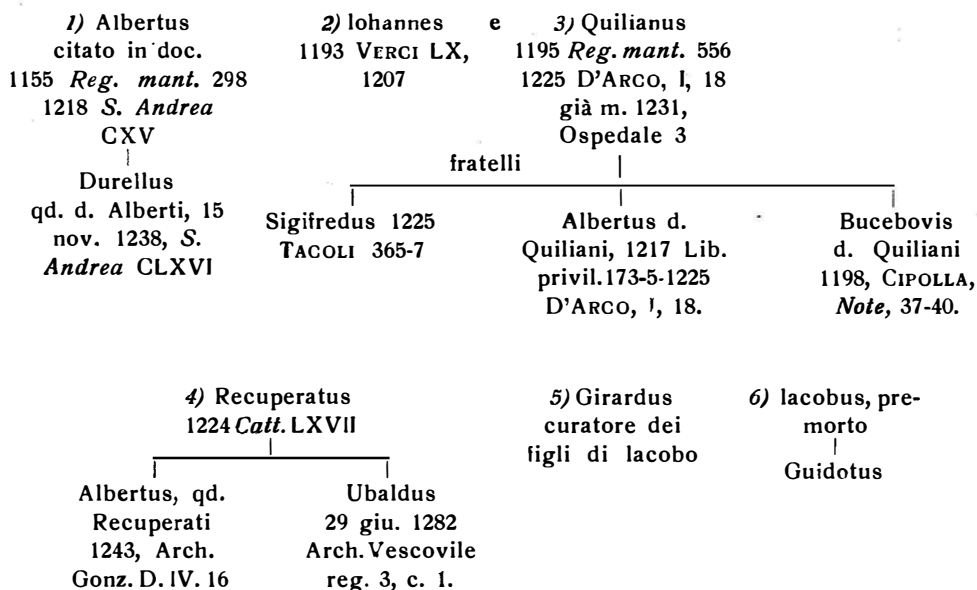 1) Albertus
citato in doc.
1155 Reg. mant. 298
1218 S. Andrea
CXV
Durellus
qd. d. Alberti, 15
nov. 1238, S.
Andrea CLXVI
2) Iohannes e 3) Quilianus
1193 VERCI LX,
1207
1195 Reg. mant. 556
1225 D'ARCO, I, 18
già m. 1231,
Ospedale 3
fratelli
Sigifredus 1225
TACOLI 365-7
Albertus d.
Quiliani, 1217 Lib.
privil. 173-5-1225
D'ARCO, I, 18.
Bucebovis
d. Quiliani
1198, CIPOLLA,
Note, 37-40.
4) Recuperatus
1224 Catt. LXVII
Albertus, qd.
Recuperati
1243, Arch.
Gonz. D. IV. 16
Ubaldus
29 giu. 1282
Arch. Vescovile
reg. 3, c. 1.
5) Girardus
curatore dei
figli di Iacobo
6) Iacobus, pre-
morto
Guidotus